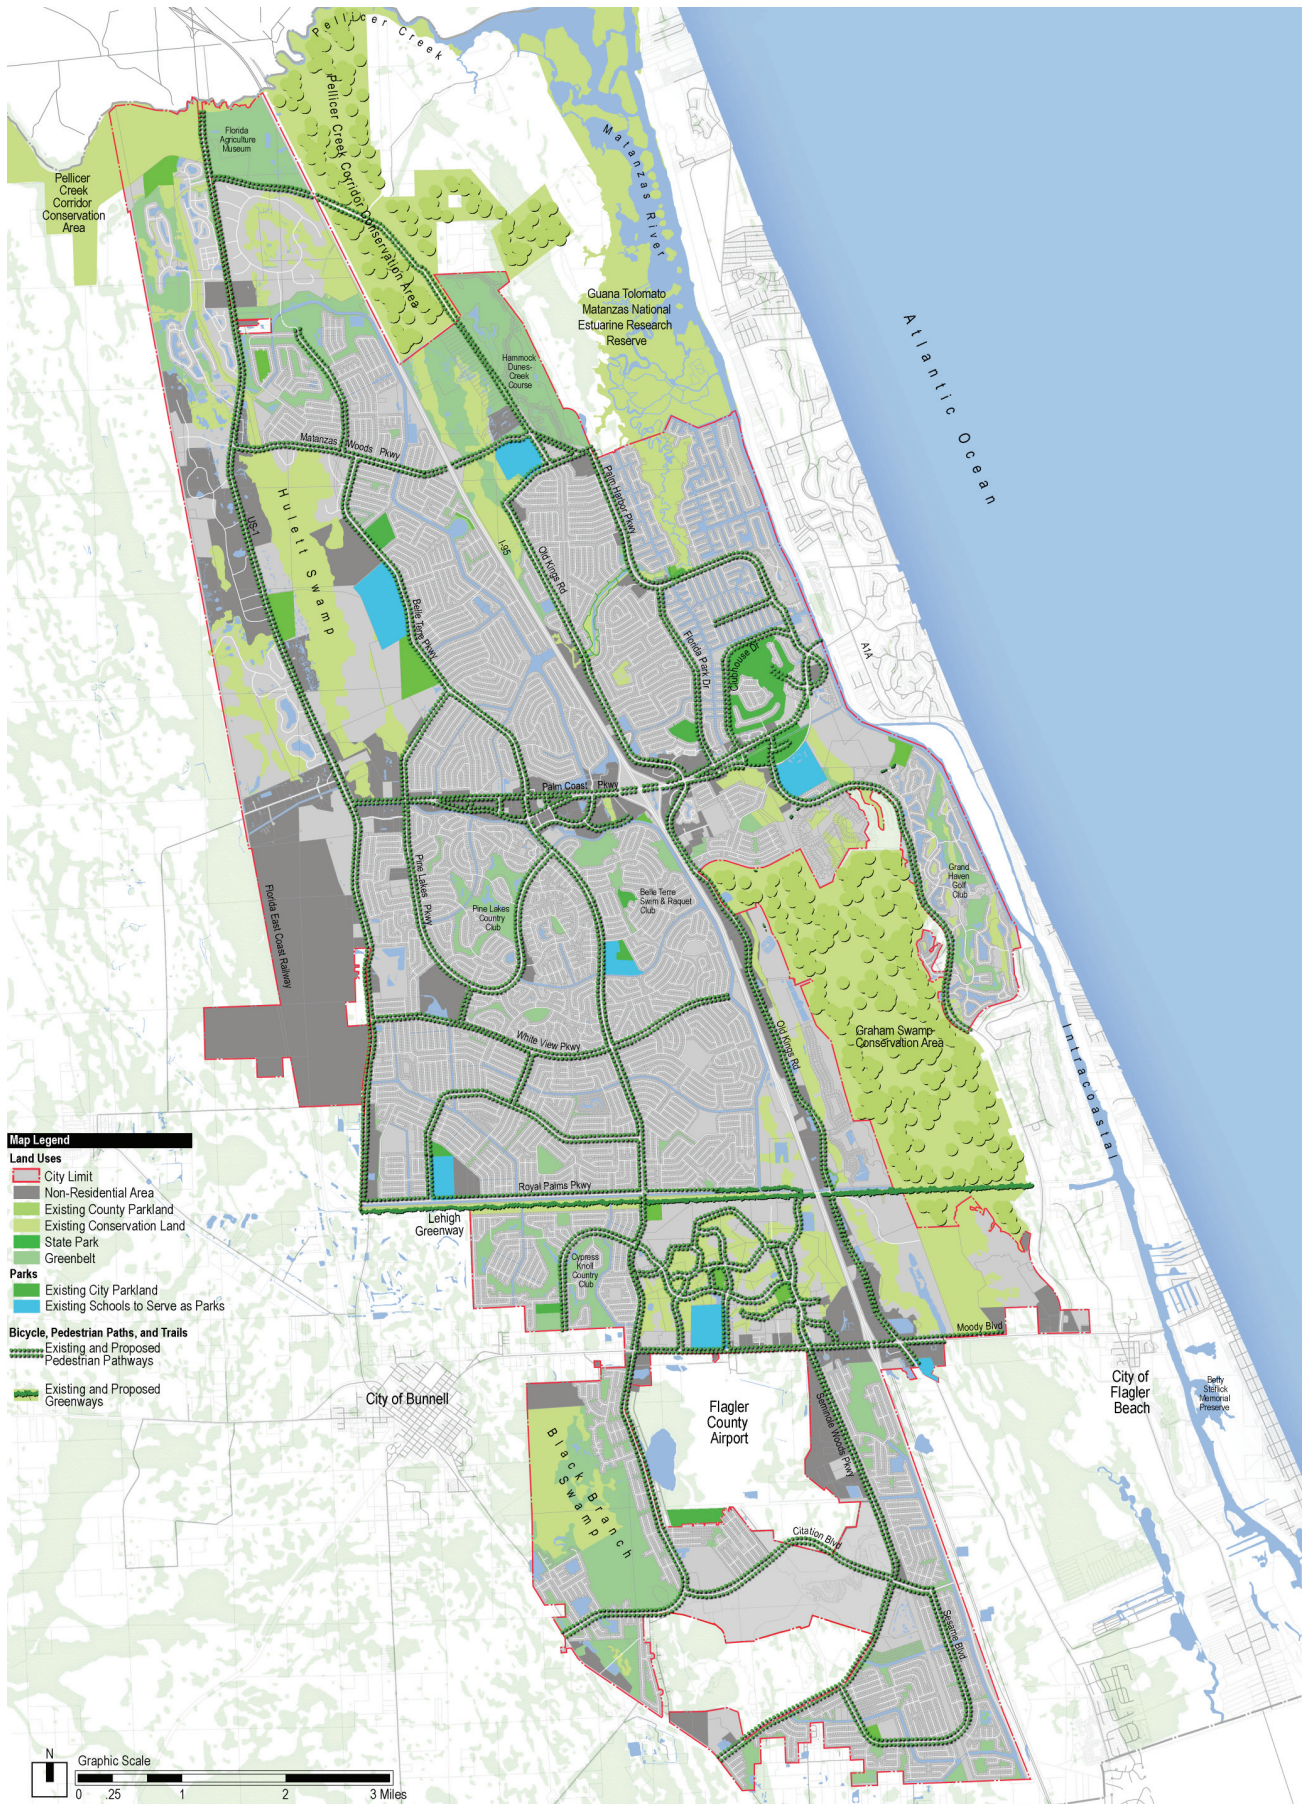 Pellicer Creek
Pellicer Creek Corridor Conservation Area
Matanzas River
Florida
Agriculture
Museum
Pellicer
Creek
Corridor
Conservation
Area
Guana Tolomato
Matanzas National
Estuarine Research
Reserve
Atlantic Ocean
Hammock
Dunes-
Creek
Course
Matanzas Woods Pkwy
Palm Harbor Pkwy
Hulett Swamp
US-1
I-95
Old Kings Rd
Belle Terre Pkwy
Florida Park Dr
Clubhouse Dr
A1A
Palm Coast Pkwy
Pine Lakes Pkwy
Florida East Coast Railway
Pine Lakes
Country
Club
Belle Terre
Swim & Raquet
Club
Grand
Haven
Golf
Club
White View Pkwy
Old Kings Rd
Graham Swamp-
Conservation Area
Intracoastal
Royal Palms Pkwy
Lehigh
Greenway
Cypress
Knoll
Country
Club
Moody Blvd
City of Bunnell
Flagler
County
Airport
City of
Flagler
Beach
Betty
Steflick
Memorial
Preserve
Seminole Woods Pkwy
Black Branch
Swamp
Citation Blvd
Sesame Blvd
Map Legend
Land Uses
City Limit
Non-Residential Area
Existing County Parkland
Existing Conservation Land
State Park
Greenbelt
Parks
Existing City Parkland
Existing Schools to Serve as Parks
Bicycle, Pedestrian Paths, and Trails
Existing and Proposed
Pedestrian Pathways
Existing and Proposed
Greenways
N
Graphic Scale
0 .25 1 2 3 Miles